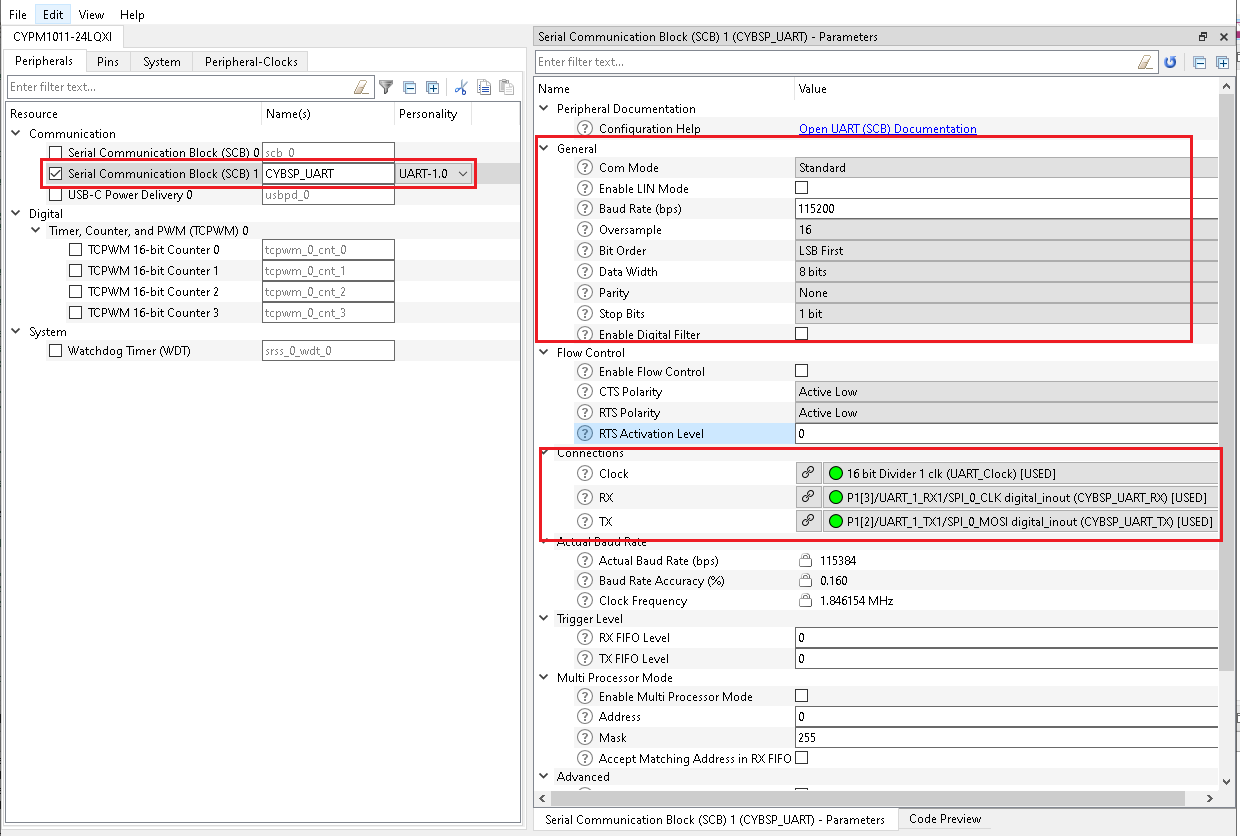 File Edit View Help
CYPM1011-24LQXI
Peripherals Pins System Peripheral-Clocks
Enter filter text...
Resource Name(s) Personality
Communication
Serial Communication Block (SCB) 0 scb_0
Serial Communication Block (SCB) 1 CYBSP_UART UART-1.0
USB-C Power Delivery 0 usbpd_0
Digital
Timer, Counter, and PWM (TCPWM) 0
TCPWM 16-bit Counter 0 tcpwm_0_cnt_0
TCPWM 16-bit Counter 1 tcpwm_0_cnt_1
TCPWM 16-bit Counter 2 tcpwm_0_cnt_2
TCPWM 16-bit Counter 3 tcpwm_0_cnt_3
System
Watchdog Timer (WDT) srss_0_wdt_0
Serial Communication Block (SCB) 1 (CYBSP_UART) - Parameters
Enter filter text...
Name Value
Peripheral Documentation
Configuration Help Open UART (SCB) Documentation
General
Com Mode Standard
Enable LIN Mode
Baud Rate (bps) 115200
Oversample 16
Bit Order LSB First
Data Width 8 bits
Parity None
Stop Bits 1 bit
Enable Digital Filter
Flow Control
Enable Flow Control
CTS Polarity Active Low
RTS Polarity Active Low
RTS Activation Level 0
Connections
Clock 16 bit Divider 1 clk (UART_Clock) [USED]
RX P1[3]/UART_1_RX1/SPI_0_CLK digital_inout (CYBSP_UART_RX) [USED]
TX P1[2]/UART_1_TX1/SPI_0_MOSI digital_inout (CYBSP_UART_TX) [USED]
Actual Baud Rate
Actual Baud Rate (bps) 115384
Baud Rate Accuracy (%) 0.160
Clock Frequency 1.846154 MHz
Trigger Level
RX FIFO Level 0
TX FIFO Level 0
Multi Processor Mode
Enable Multi Processor Mode
Address 0
Mask 255
Accept Matching Address in RX FIFO
Advanced
Serial Communication Block (SCB) 1 (CYBSP_UART) - Parameters Code Preview